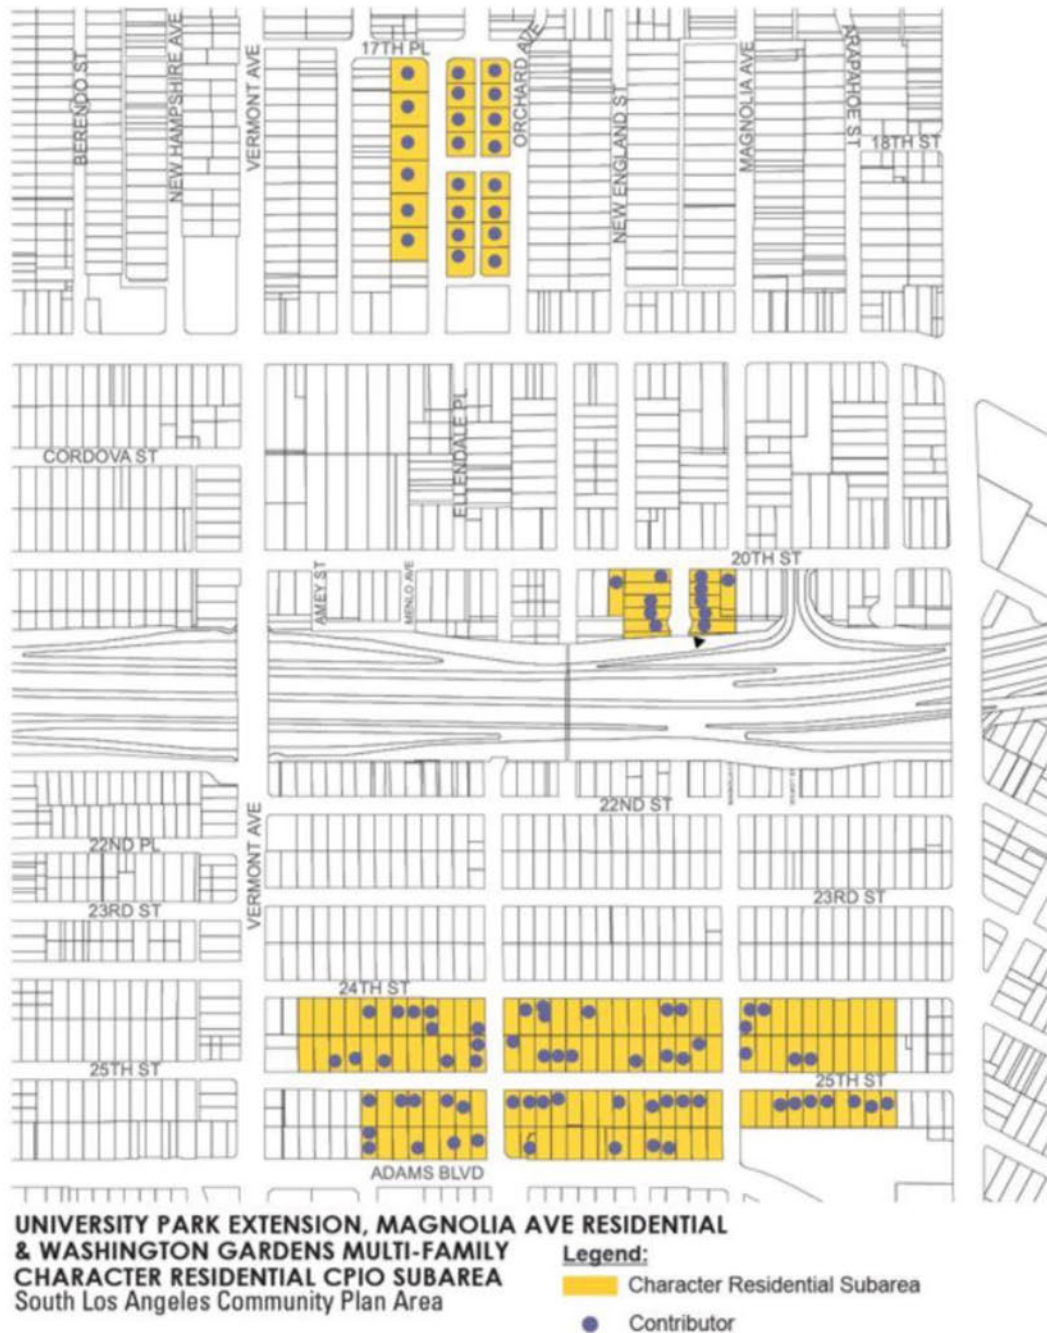 17TH PL
BERENDO ST
NEW HAMPSHIRE AVE
VERMONT AVE
ORCHARD AVE
NEW ENGLAND ST
MAGNOLIA AVE
ARAPAHOE ST
18TH ST
ELLENDALE PL
CORDOVA ST
20TH ST
AMEY ST
MENLO AVE
22ND ST
22ND PL
VERMONT AVE
23RD ST
23RD ST
24TH ST
25TH ST
25TH ST
ADAMS BLVD
UNIVERSITY PARK EXTENSION, MAGNOLIA AVE RESIDENTIAL
& WASHINGTON GARDENS MULTI-FAMILY
CHARACTER RESIDENTIAL CPIO SUBAREA
South Los Angeles Community Plan Area
Legend:
Character Residential Subarea
Contributor